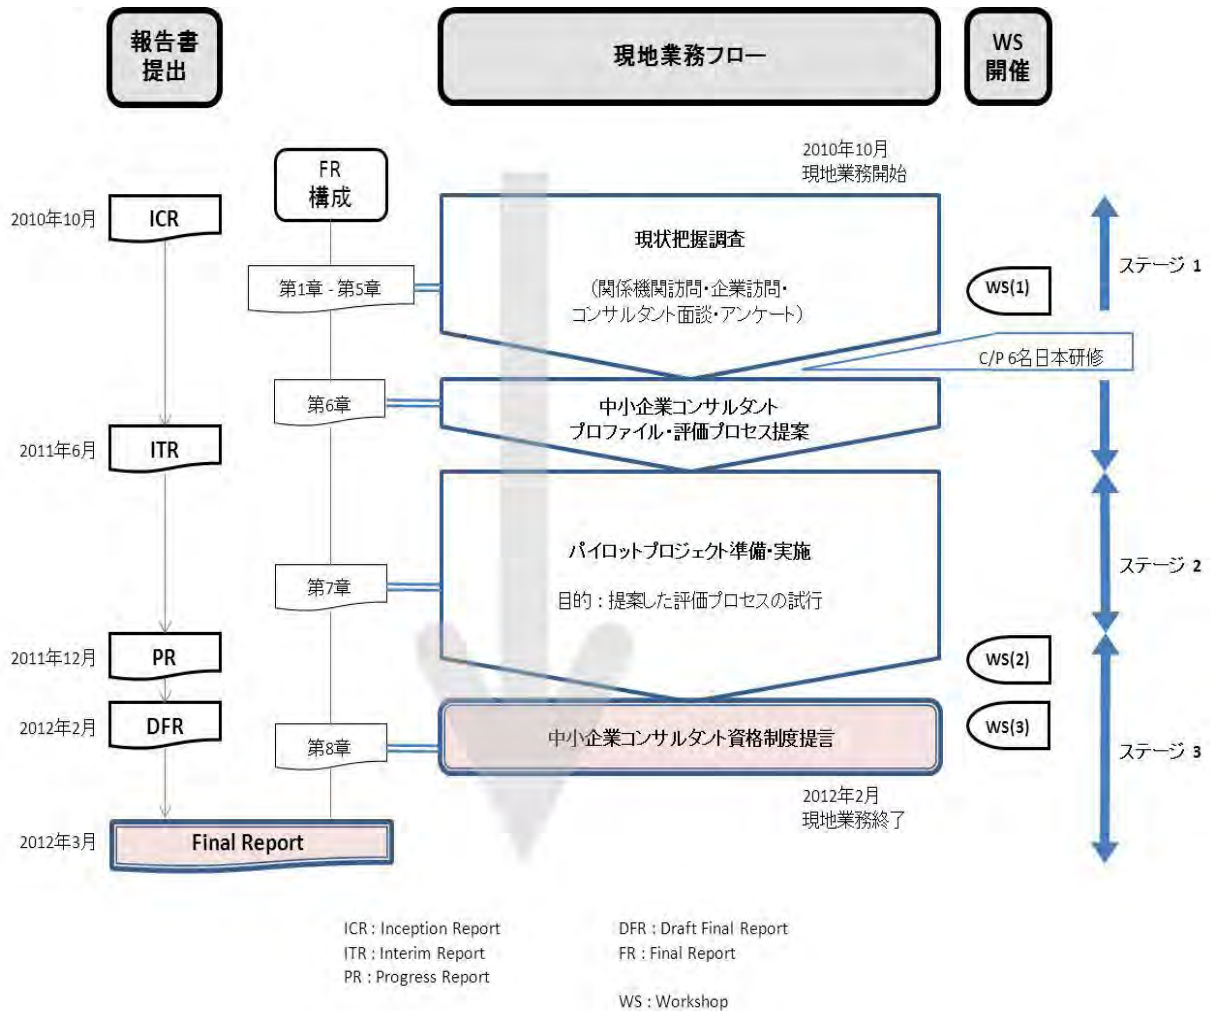 報告書
提出
現地業務フロー
WS
開催
2010年10月
現地業務開始
FR
構成
2010年10月
ICR
現状把握調査
ステージ 1
第1章 - 第5章
(関係機関訪問・企業訪問・
コンサルタント面談・アンケート)
WS(1)
C/P 6名日本研修
第6章
中小企業コンサルタント
プロファイル・評価プロセス提案
2011年6月
ITR
パイロットプロジェクト準備・実施
ステージ 2
第7章
目的：提案した評価プロセスの試行
2011年12月
PR
WS(2)
2012年2月
DFR
第8章
中小企業コンサルタント資格制度提言
WS(3)
ステージ 3
2012年2月
現地業務終了
2012年3月
Final Report
ICR : Inception Report
ITR : Interim Report
PR : Progress Report
DFR : Draft Final Report
FR : Final Report
WS : Workshop